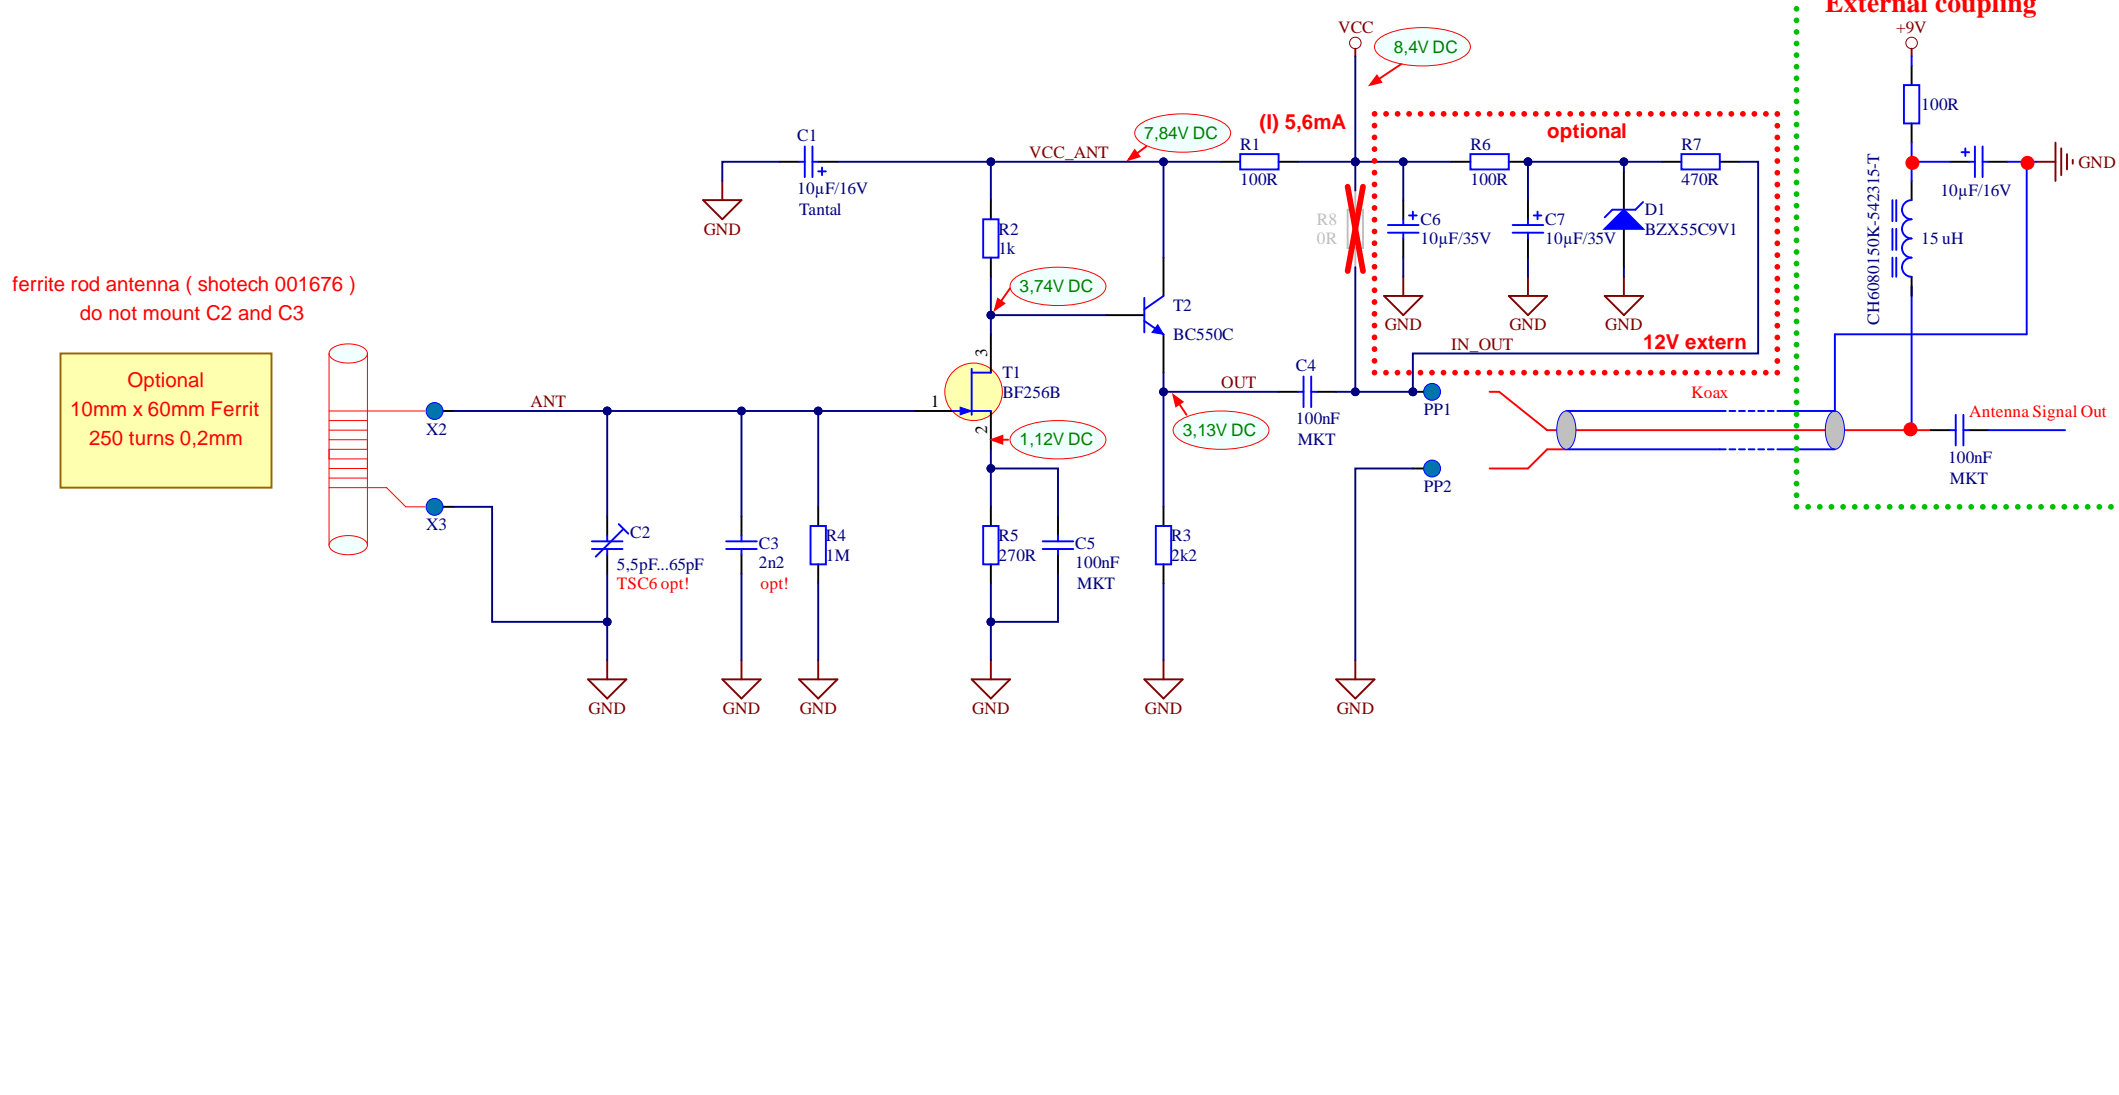 External coupling
+9V
VCC
8,4V DC
100R
(I) 5,6mA
optional
C1
7,84V DC
VCC_ANT
R1
100R
R6
100R
R7
470R
GND
10µF/16V
Tantal
10µF/16V
CH6080150K-542315-T
15 uH
GND
R2
1k
R8
0R
C6
10µF/35V
C7
10µF/35V
D1
BZX55C9V1
ferrite rod antenna ( shotech 001676 )
do not mount C2 and C3
3,74V DC
T2
BC550C
GND
GND
GND
IN_OUT
12V extern
Optional
10mm x 60mm Ferrit
250 turns 0,2mm
3
T1
BF256B
1
2
ANT
X2
X3
1,12V DC
OUT
C4
100nF
MKT
3,13V DC
PP1
PP2
Koax
Antenna Signal Out
100nF
MKT
C2
5,5pF...65pF
TSC6 opt!
C3
2n2
opt!
R4
1M
R5
270R
C5
100nF
MKT
R3
2k2
GND
GND
GND
GND
GND
GND